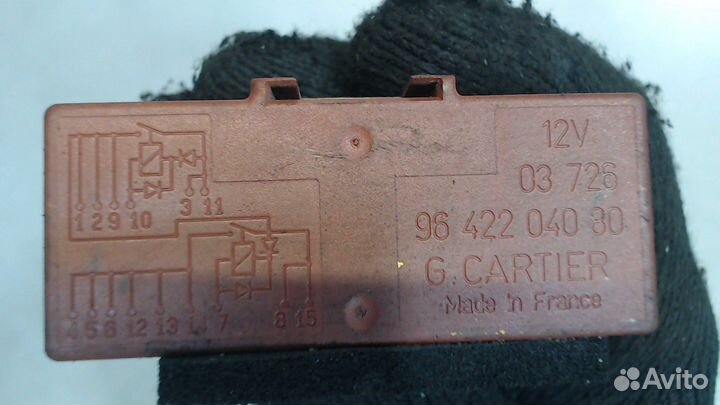 12V
03 726
96 422 040 80
G. CARTIER
Made in France
1 2 9 10 3 11
4 5 6 12 13 14 7 8 15
Avito